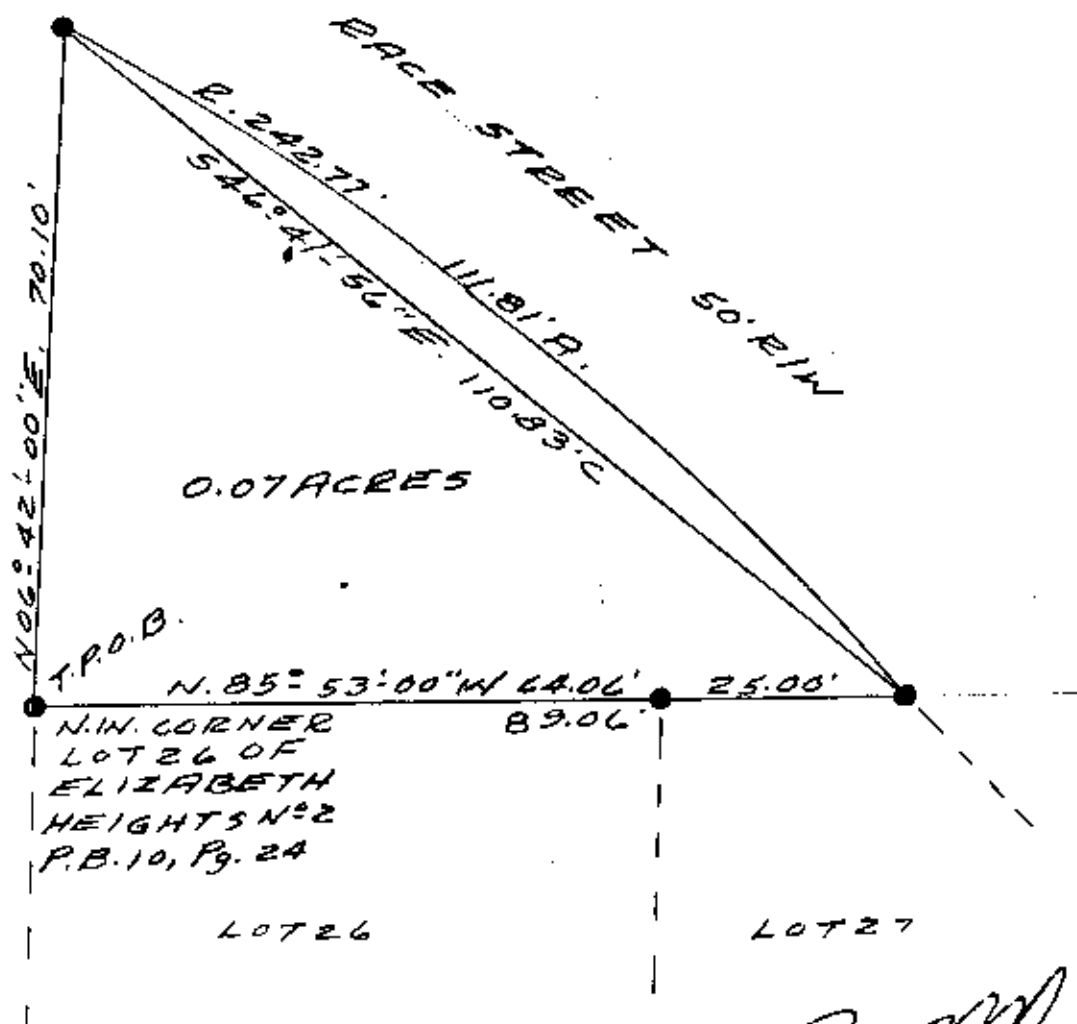 RACE STREET 50' R/W
R. 242.77'
111.81' A.
S 46°-41'-56" E. 110.83' C
N 06°-42'-00" E. 70.10'
0.07 ACRES
T.P.O.B.
N. 85°-53'-00" W 64.06'
25.00'
89.06'
N.W. CORNER
LOT 26 OF
ELIZABETH
HEIGHTS Nº 2
P.B. 10, Pg. 24
LOT 26
LOT 27